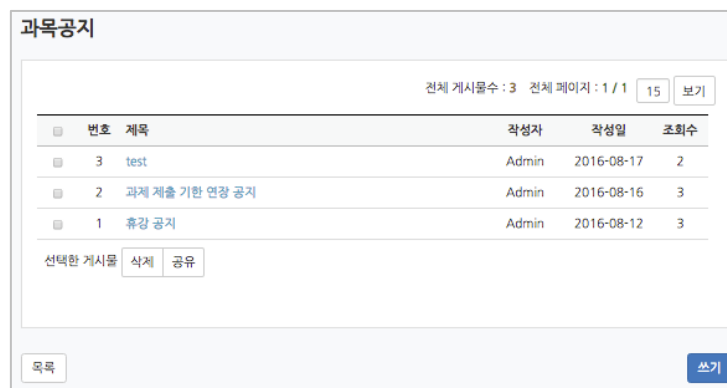 과목공지
전체 게시물수 : 3 전체 페이지 : 1 / 1 15 보기
번호 제목 작성자 작성일 조회수
3 test Admin 2016-08-17 2
2 과제 제출 기한 연장 공지 Admin 2016-08-16 3
1 휴강 공지 Admin 2016-08-12 3
선택한 게시물 삭제 공유
목록 쓰기